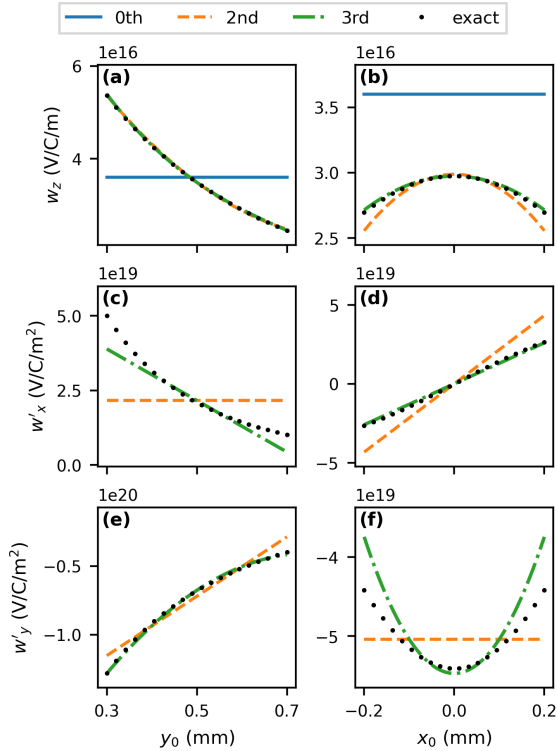 0th 2nd 3rd exact
1e16 1e16
(a) (b)
6
4
w_z (V/C/m)
3.5
3.0
2.5
1e19 1e19
(c) (d)
5.0
2.5
0.0
w'_x (V/C/m²)
5
0
−5
1e20 1e19
(e) (f)
−0.5
−1.0
w'_y (V/C/m²)
−4
−5
0.3 0.5 0.7 −0.2 0.0 0.2
y₀ (mm) x₀ (mm)